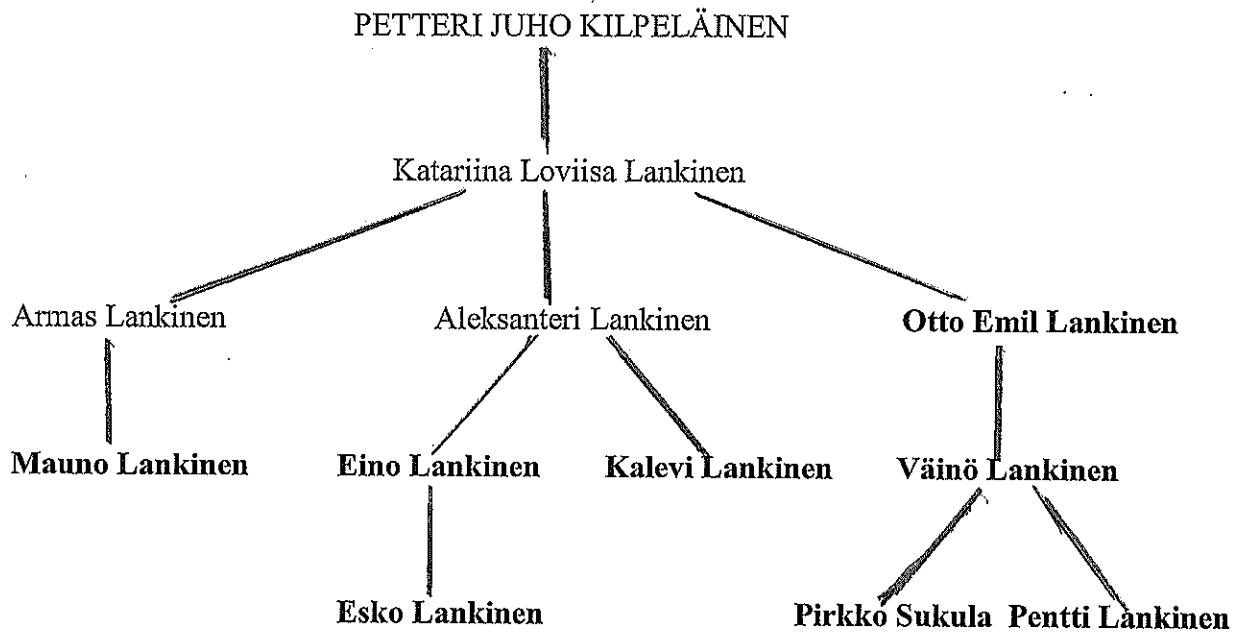 PETTERI JUHO KILPELÄINEN
Katariina Loviisa Lankinen
Armas Lankinen
Aleksanteri Lankinen
Otto Emil Lankinen
Mauno Lankinen
Eino Lankinen
Kalevi Lankinen
Väinö Lankinen
Esko Lankinen
Pirkko Sukula
Pentti Lankinen